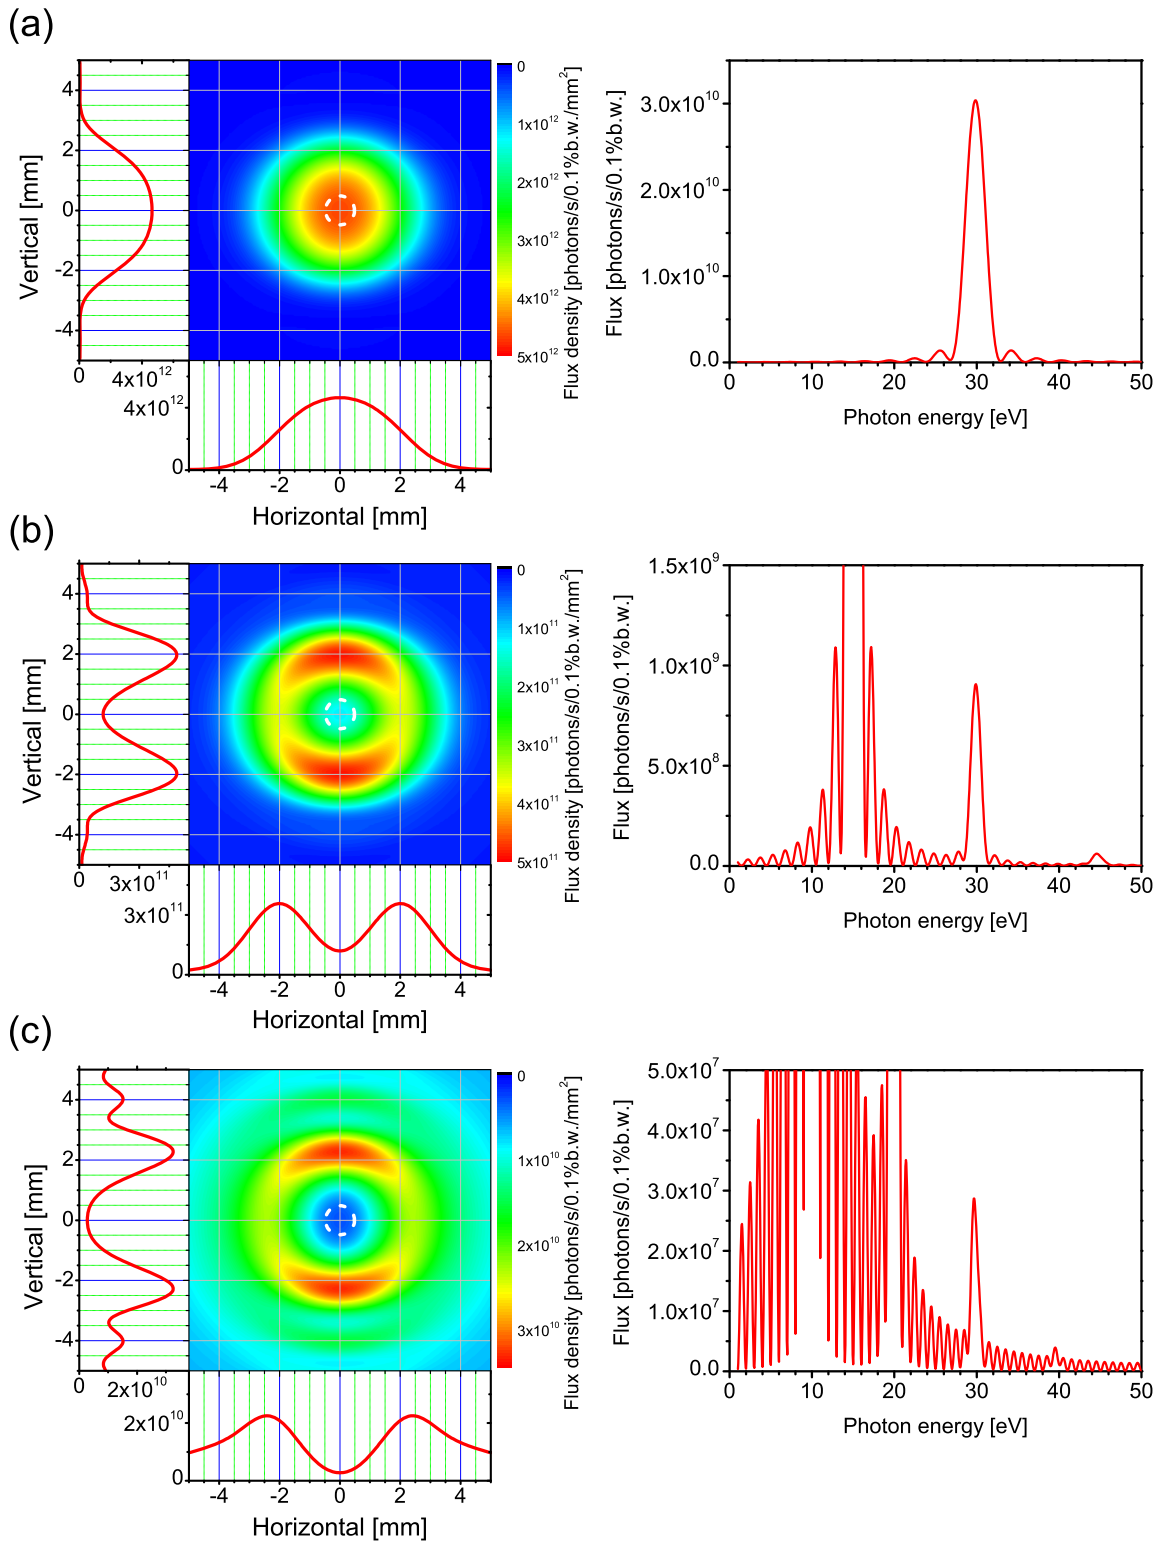 (a)
4
2
0
-2
-4
Vertical [mm]
0
4x10^12
4x10^12
0
-4 -2 0 2 4
Horizontal [mm]
0
1x10^12
2x10^12
3x10^12
4x10^12
5x10^12
Flux density [photons/s/0.1%b.w./mm^2]
3.0x10^10
2.0x10^10
1.0x10^10
0.0
Flux [photons/s/0.1%b.w.]
0 10 20 30 40 50
Photon energy [eV]
(b)
4
2
0
-2
-4
Vertical [mm]
0
3x10^11
3x10^11
0
-4 -2 0 2 4
Horizontal [mm]
0
1x10^11
2x10^11
3x10^11
4x10^11
5x10^11
Flux density [photons/s/0.1%b.w./mm^2]
1.5x10^9
1.0x10^9
5.0x10^8
0.0
Flux [photons/s/0.1%b.w.]
0 10 20 30 40 50
Photon energy [eV]
(c)
4
2
0
-2
-4
Vertical [mm]
0
2x10^10
2x10^10
0
-4 -2 0 2 4
Horizontal [mm]
0
1x10^10
2x10^10
3x10^10
Flux density [photons/s/0.1%b.w./mm^2]
5.0x10^7
4.0x10^7
3.0x10^7
2.0x10^7
1.0x10^7
0.0
Flux [photons/s/0.1%b.w.]
0 10 20 30 40 50
Photon energy [eV]